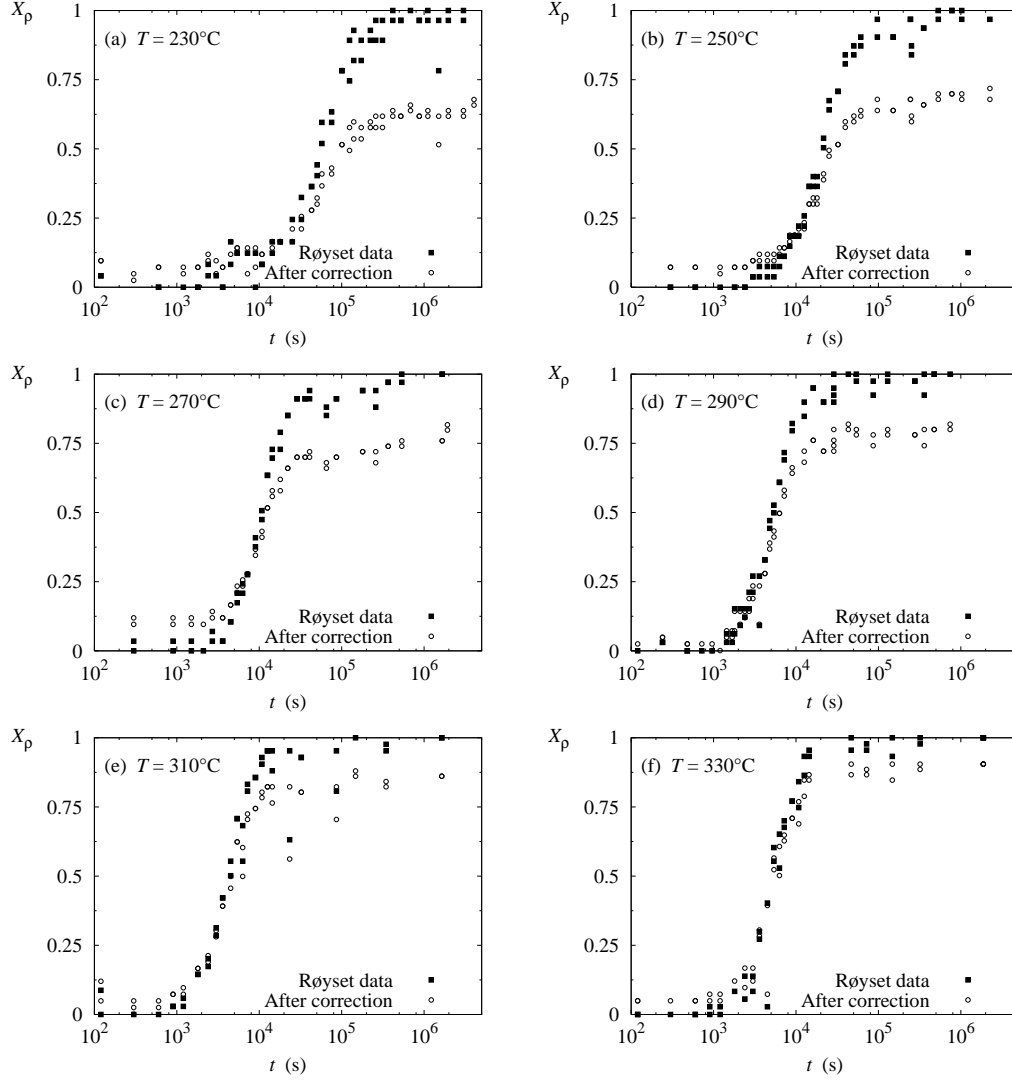 Xρ
1
(a) T = 230°C
0.75
0.5
0.25
Røyset data
After correction
0
10² 10³ 10⁴ 10⁵ 10⁶
t (s)
1
(b) T = 250°C
0.75
0.5
0.25
Røyset data
After correction
0
10² 10³ 10⁴ 10⁵ 10⁶
t (s)
Xρ
1
(c) T = 270°C
0.75
0.5
0.25
Røyset data
After correction
0
10² 10³ 10⁴ 10⁵ 10⁶
t (s)
Xρ
1
(d) T = 290°C
0.75
0.5
0.25
Røyset data
After correction
0
10² 10³ 10⁴ 10⁵ 10⁶
t (s)
Xρ
1
(e) T = 310°C
0.75
0.5
0.25
Røyset data
After correction
0
10² 10³ 10⁴ 10⁵ 10⁶
t (s)
Xρ
1
(f) T = 330°C
0.75
0.5
0.25
Røyset data
After correction
0
10² 10³ 10⁴ 10⁵ 10⁶
t (s)